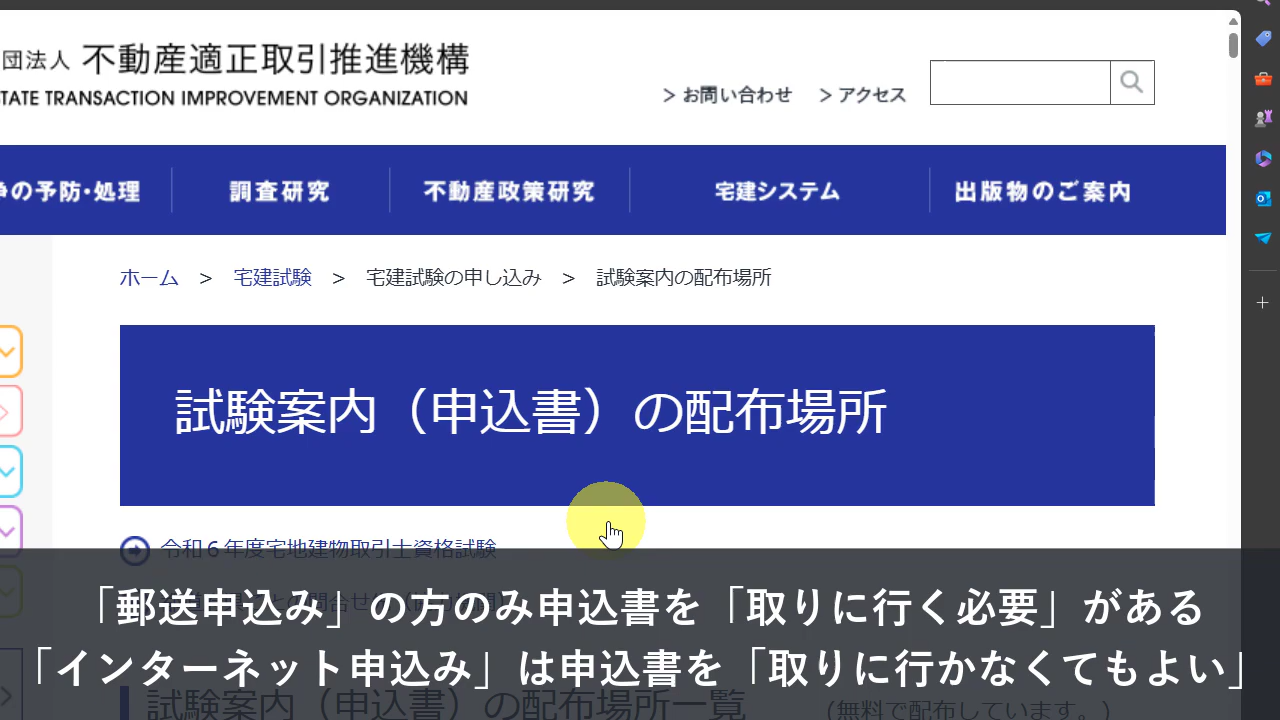 団法人 不動産適正取引推進機構
TATE TRANSACTION IMPROVEMENT ORGANIZATION
> お問い合わせ > アクセス
の予防・処理 調査研究 不動産政策研究 宅建システム 出版物のご案内
ホーム > 宅建試験 > 宅建試験の申し込み > 試験案内の配布場所
試験案内（申込書）の配布場所
令和６年度宅地建物取引士資格試験
「郵送申込み」の方のみ申込書を「取りに行く必要」がある
「インターネット申込み」は申込書を「取りに行かなくてもよい」
試験案内（申込書）の配布場所一覧 （無料で配布しています。）